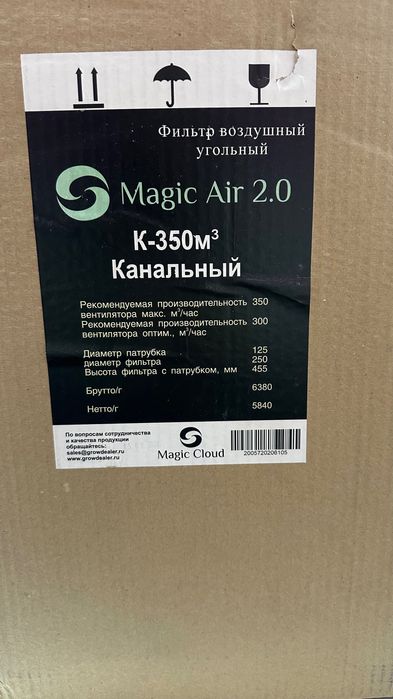 Фильтр воздушный
угольный
Magic Air 2.0
К-350м³
Канальный
Рекомендуемая производительность 350
вентилятора макс. м³/час
Рекомендуемая производительность 300
вентилятора оптим., м³/час
Диаметр патрубка 125
диаметр фильтра 250
Высота фильтра с патрубком, мм 455
Брутто/г 6380
Нетто/г 5840
По вопросам сотрудничества
и качества продукции
обращайтесь:
sales@growdealer.ru
www.growdealer.ru
Magic Cloud
2005720206105